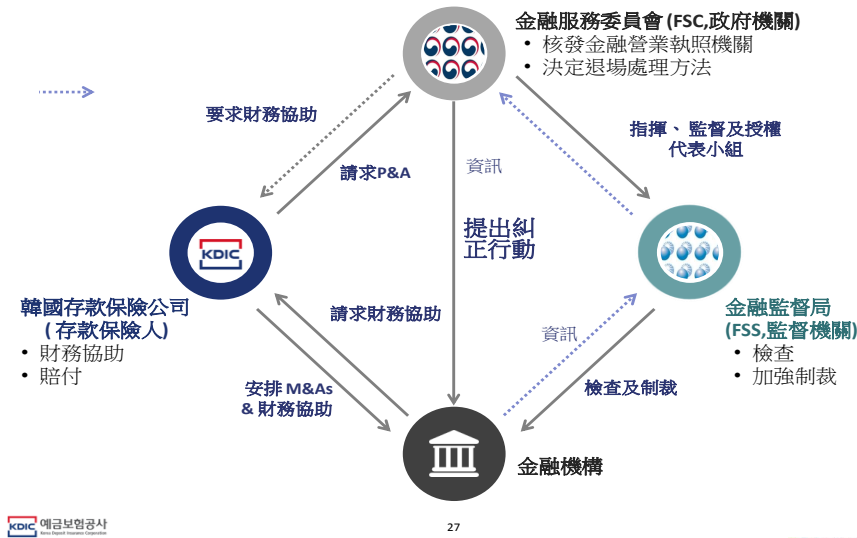 金融服務委員會 (FSC,政府機關)
• 核發金融營業執照機關
• 決定退場處理方法
要求財務協助
指揮、監督及授權
代表小組
請求P&A
資訊
提出糾
正行動
KDIC
韓國存款保險公司
( 存款保險人)
• 財務協助
• 賠付
金融監督局
(FSS,監督機關)
• 檢查
• 加強制裁
請求財務協助
資訊
安排 M&As
& 財務協助
檢查及制裁
金融機構
KDIC 예금보험공사
Korea Deposit Insurance Corporation
27